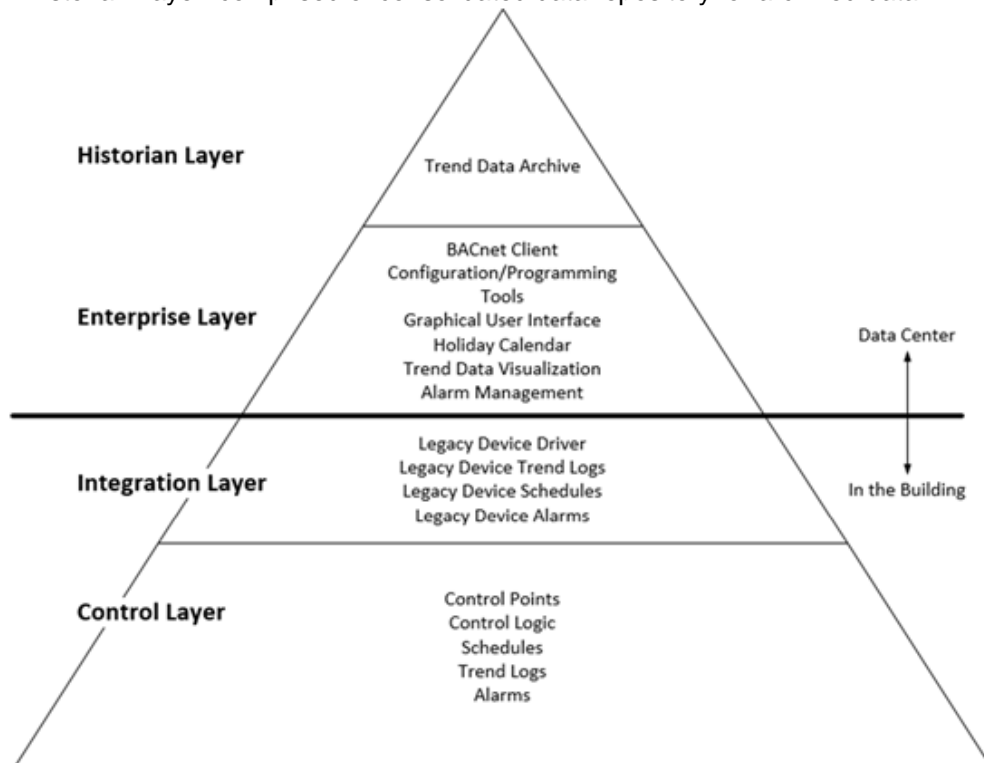 Historian Layer
Trend Data Archive
Enterprise Layer
BACnet Client
Configuration/Programming
Tools
Graphical User Interface
Holiday Calendar
Trend Data Visualization
Alarm Management
Data Center
In the Building
Integration Layer
Legacy Device Driver
Legacy Device Trend Logs
Legacy Device Schedules
Legacy Device Alarms
Control Layer
Control Points
Control Logic
Schedules
Trend Logs
Alarms